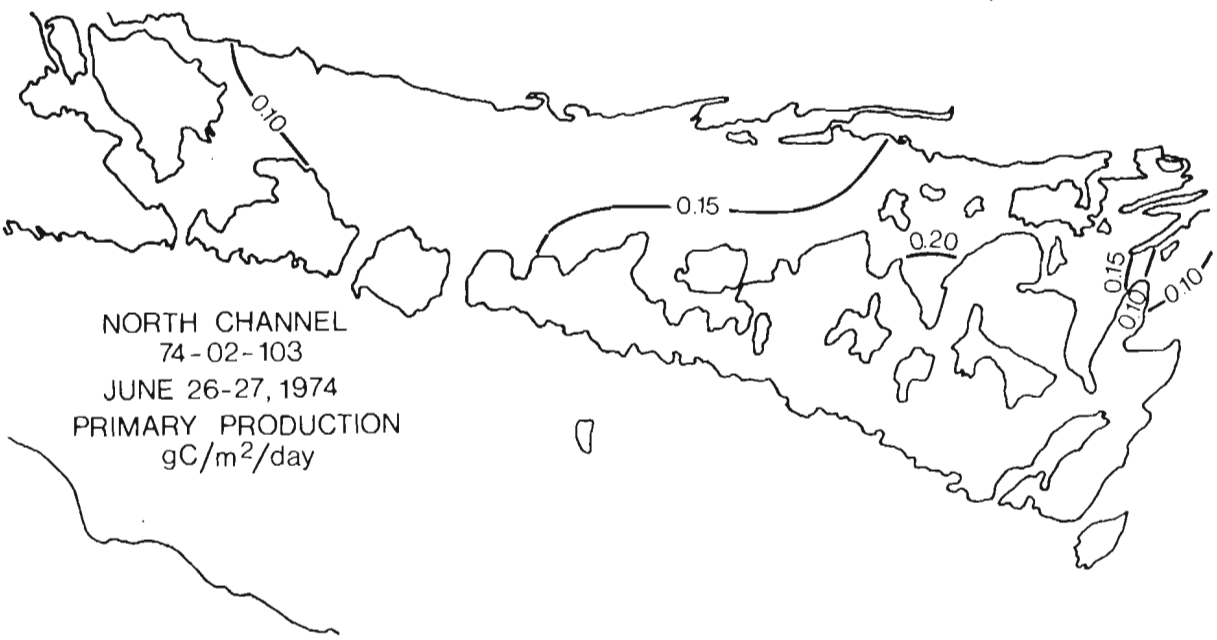 0.10
0.15
0.20
0.15
0.10
0.10
NORTH CHANNEL
74-02-103
JUNE 26-27, 1974
PRIMARY PRODUCTION
gC/m²/day